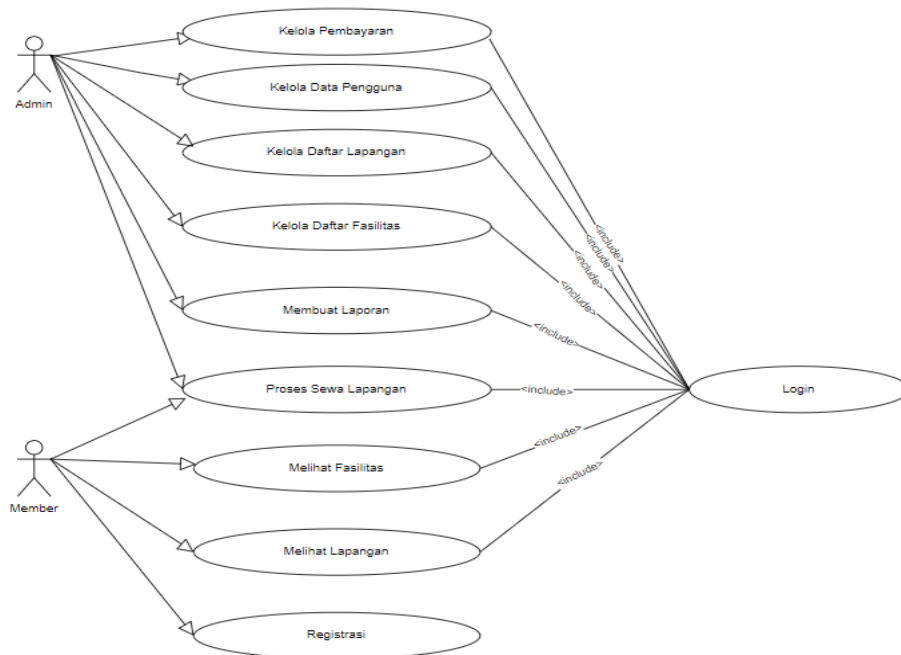 Kelola Pembayaran
Admin
Kelola Data Pengguna
Kelola Daftar Lapangan
Kelola Daftar Fasilitas
<include>
<include>
<include>
<include>
Membuat Laporan
<include>
Proses Sewa Lapangan
<include>
Login
Member
Melihat Fasilitas
<include>
<include>
Melihat Lapangan
Registrasi